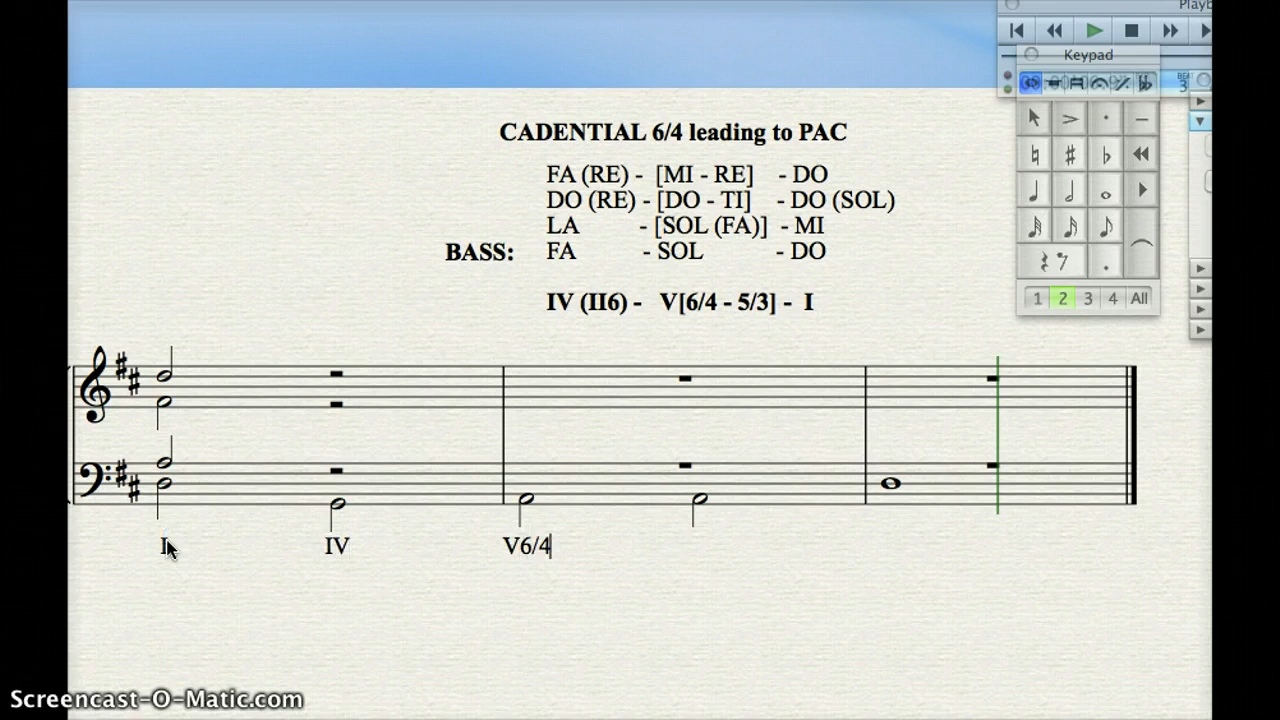 Playb
Keypad
CADENTIAL 6/4 leading to PAC
FA (RE) - [MI - RE] - DO
DO (RE) - [DO - TI] - DO (SOL)
LA - [SOL (FA)] - MI
BASS: FA - SOL - DO
IV (II6) - V[6/4 - 5/3] - I
1 2 3 4 All
I IV V6/4
Screencast-O-Matic.com